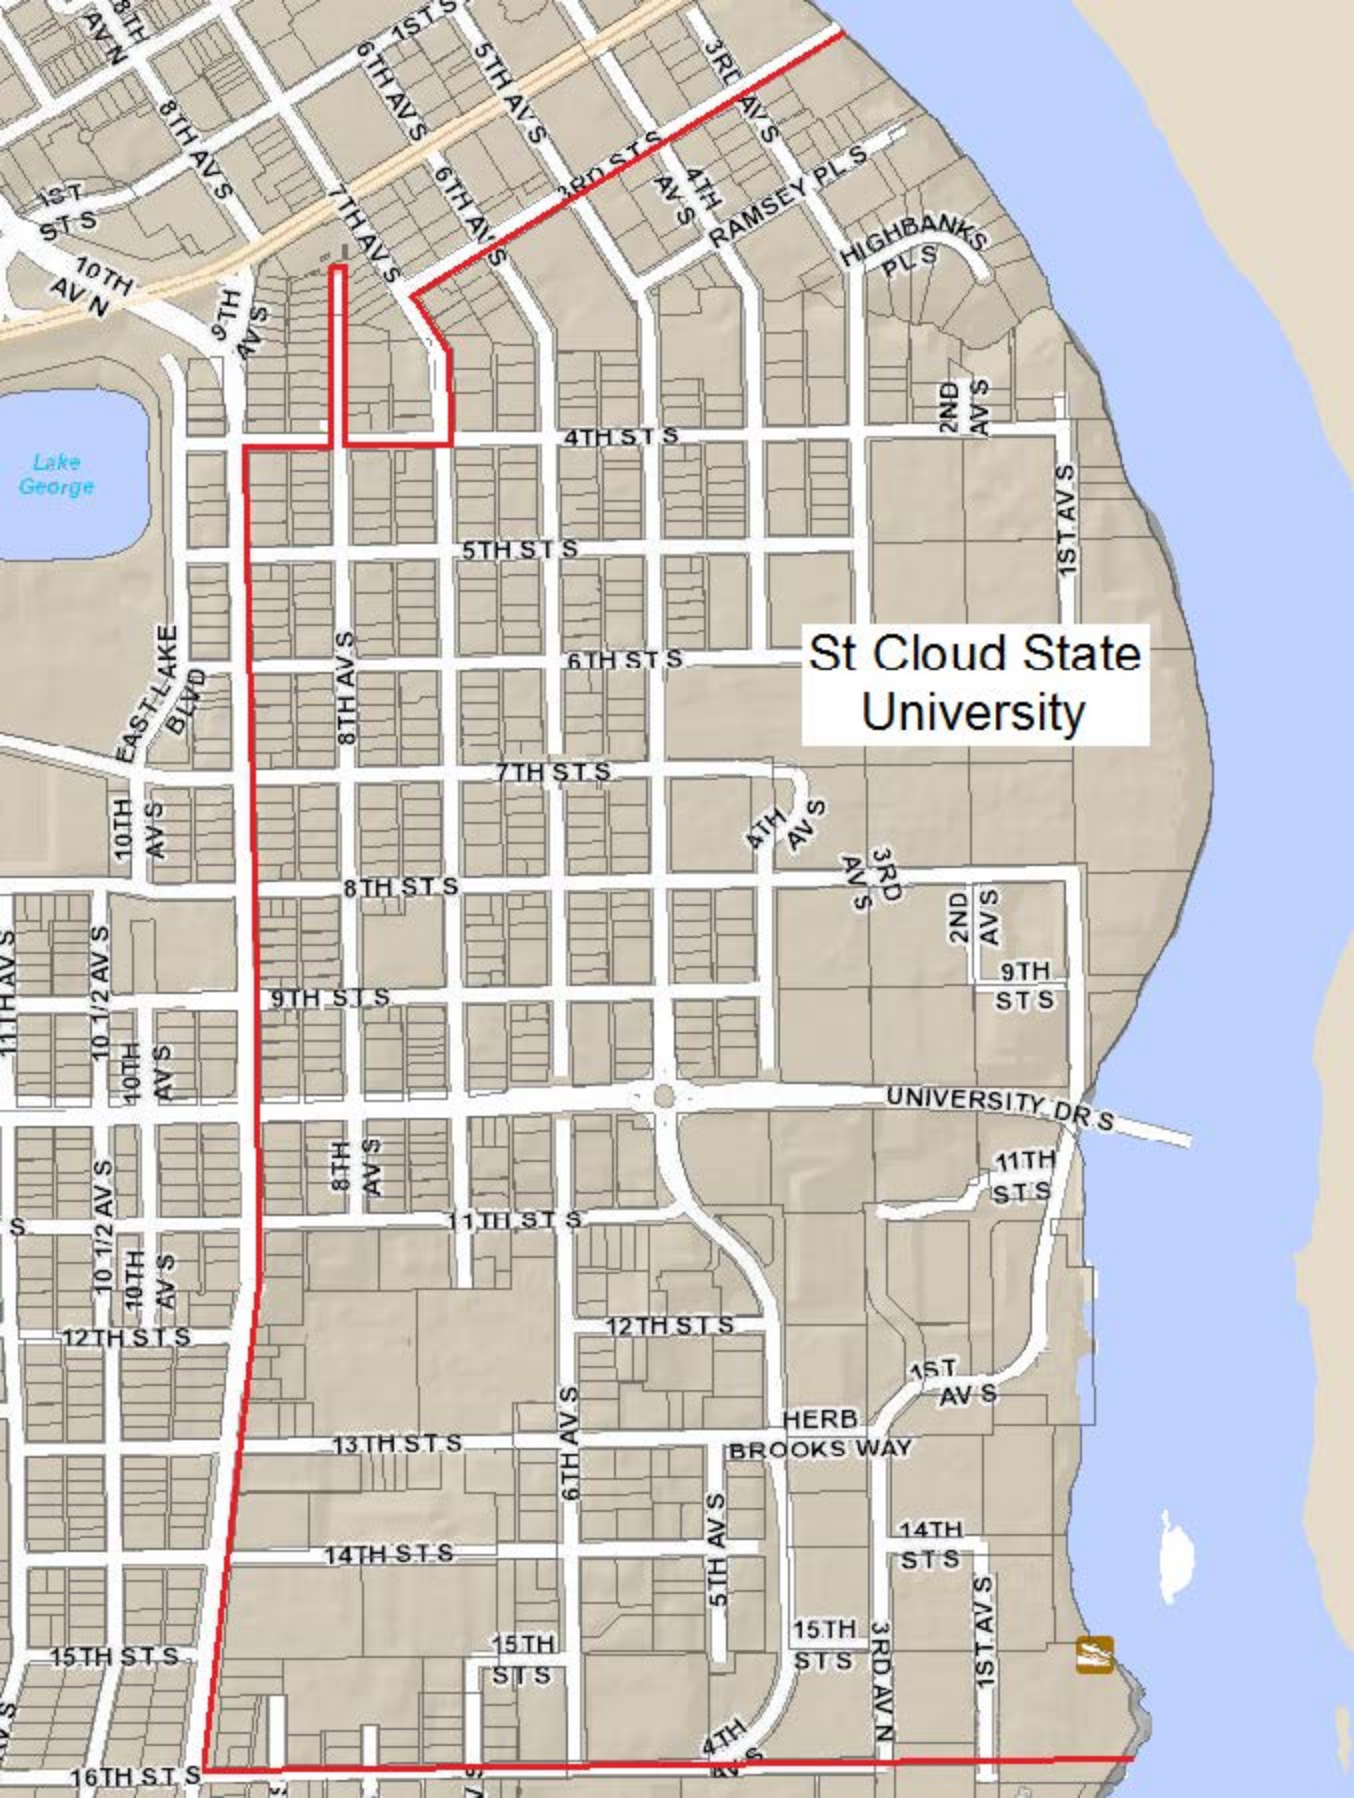 8TH
AV N
1ST S
6TH AV S
5TH AV S
3RD
AV S
8TH AV S
3RD ST S
1ST
ST S
7TH AV S
6TH AV S
4TH
AV S
RAMSEY PL S
HIGHBANKS
PL S
10TH
AV N
9TH
AV S
2ND
AV S
4TH ST S
Lake
George
1ST AV S
5TH ST S
8TH AV S
6TH ST S
St Cloud State
University
EAST LAKE
BLVD
7TH ST S
10TH
AV S
4TH
AV S
8TH ST S
3RD
AV S
2ND
AV S
11TH AV S
10 1/2 AV S
9TH ST S
9TH
ST S
10TH
AV S
UNIVERSITY DR S
8TH
AV S
10 1/2 AV S
11TH
ST S
S
11TH ST S
10TH
AV S
12TH ST S
12TH ST S
1ST
AV S
6TH AV S
HERB
BROOKS WAY
13TH ST S
5TH AV S
14TH
ST S
14TH ST S
1ST AV S
3RD AV N
15TH
ST S
15TH
ST S
15TH ST S
AV S
4TH
AV S
16TH ST S
S
V S